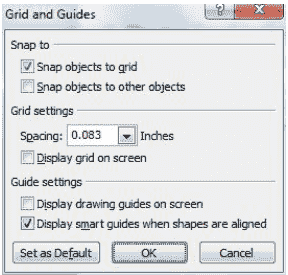 Grid and Guides
Snap to
Snap objects to grid
Snap objects to other objects
Grid settings
Spacing: 0.083 Inches
Display grid on screen
Guide settings
Display drawing guides on screen
Display smart guides when shapes are aligned
Set as Default OK Cancel